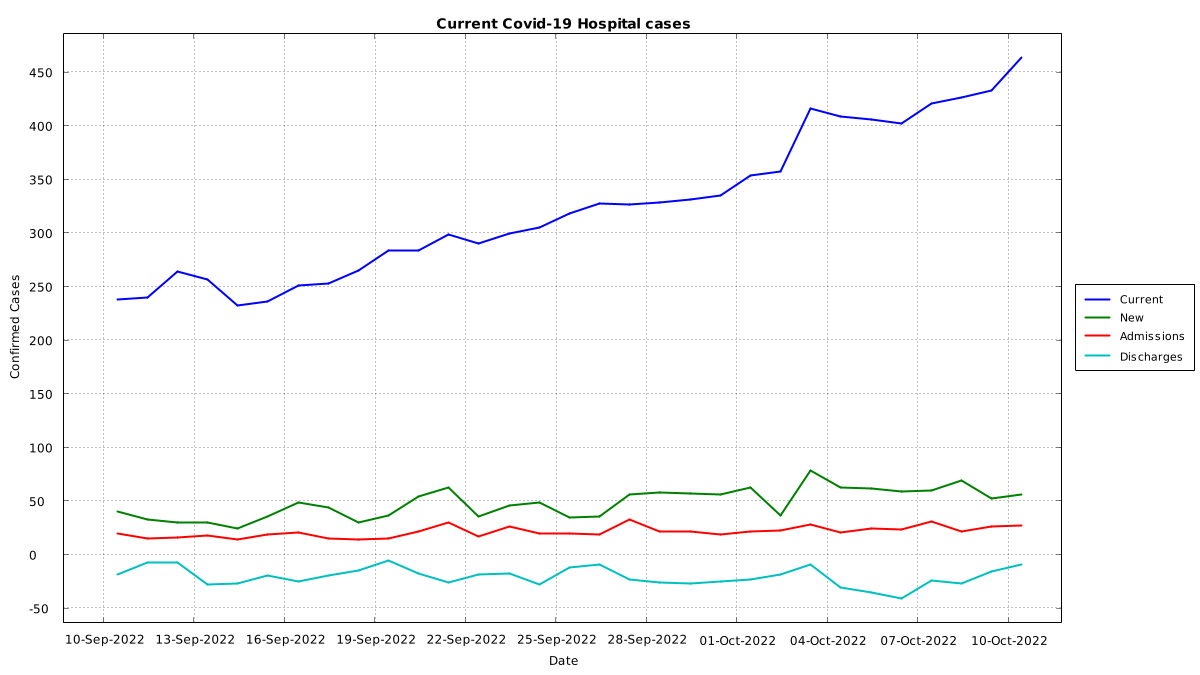 Current Covid-19 Hospital cases
450
400
350
300
250
200
150
100
50
0
-50
Confirmed Cases
10-Sep-2022 13-Sep-2022 16-Sep-2022 19-Sep-2022 22-Sep-2022 25-Sep-2022 28-Sep-2022 01-Oct-2022 04-Oct-2022 07-Oct-2022 10-Oct-2022
Date
Current
New
Admissions
Discharges